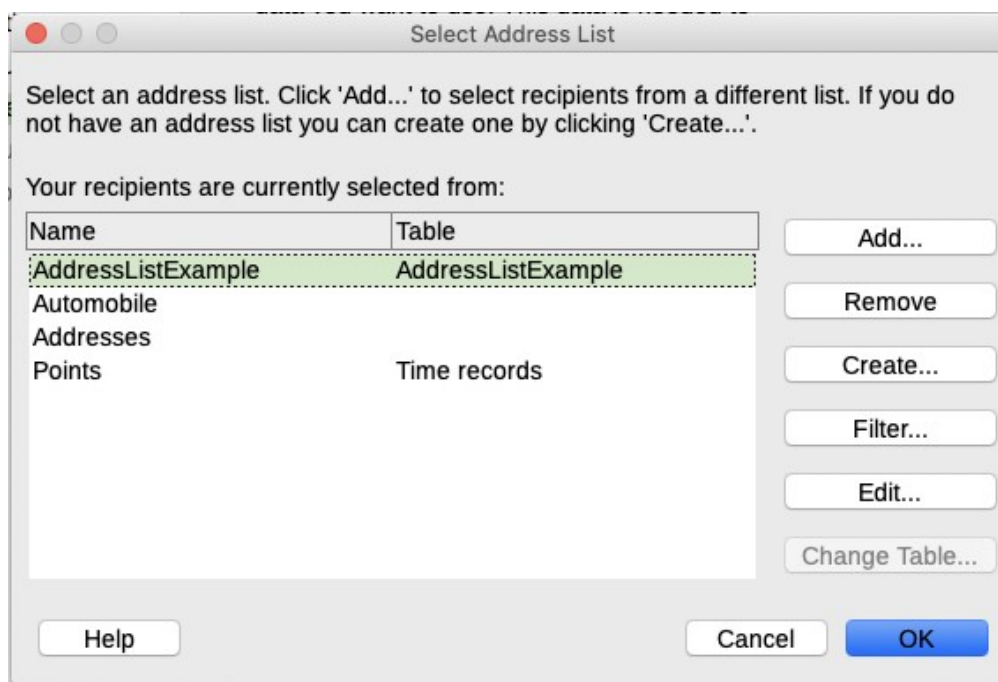 Select Address List
Select an address list. Click 'Add...' to select recipients from a different list. If you do
not have an address list you can create one by clicking 'Create...'.
Your recipients are currently selected from:
Name Table
AddressListExample AddressListExample
Automobile
Addresses
Points Time records
Add...
Remove
Create...
Filter...
Edit...
Change Table...
Help Cancel OK